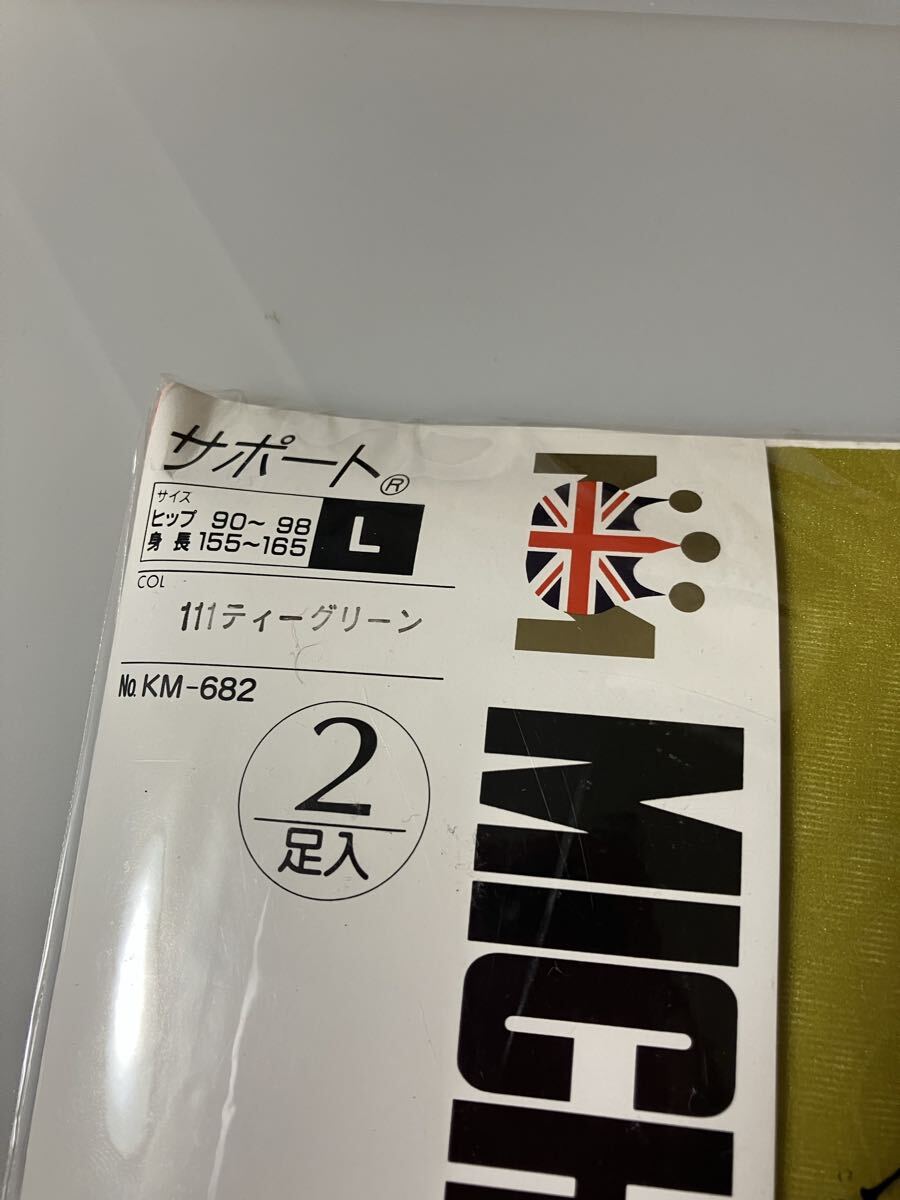 サポート®
サイズ
ヒップ 90～98
身長 155～165
L
COL
111ティーグリーン
No. KM-682
2
足入
MICH